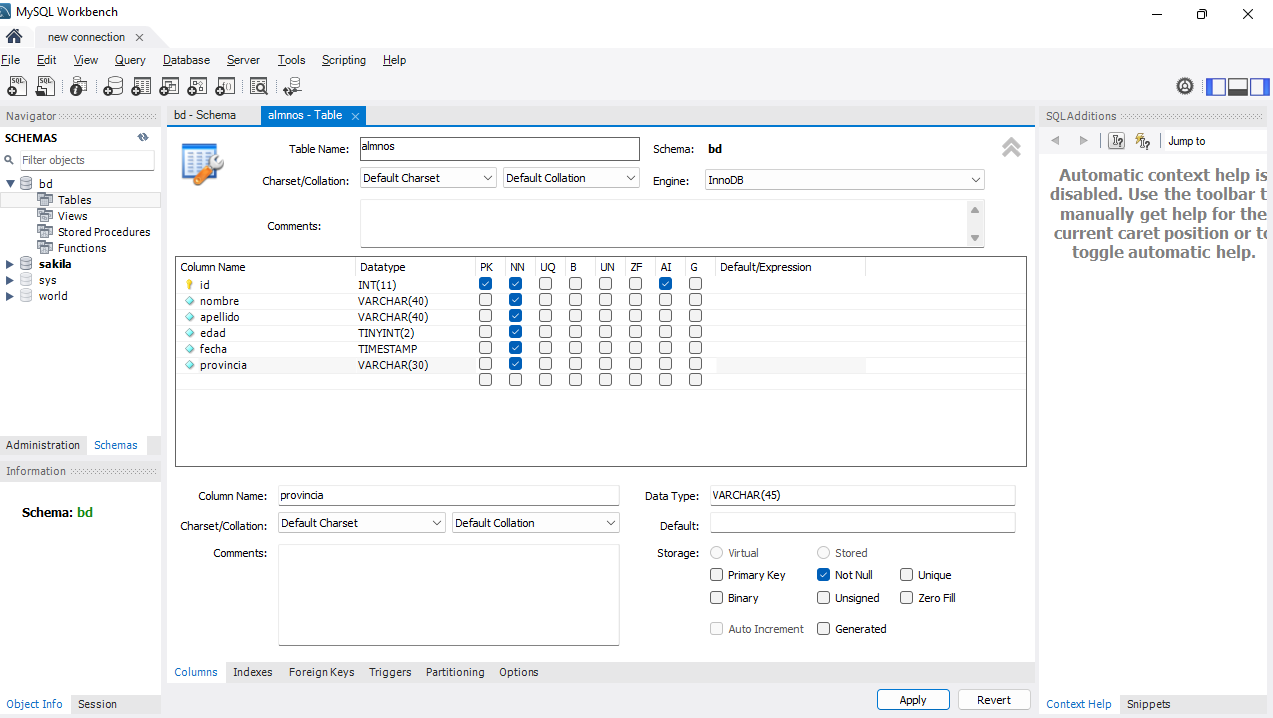 MySQL Workbench
new connection
File Edit View Query Database Server Tools Scripting Help
Navigator
SCHEMAS
Filter objects
bd
Tables
Views
Stored Procedures
Functions
sakila
sys
world
Administration Schemas
Information
Schema: bd
Object Info Session
bd - Schema almnos - Table
Table Name: almnos Schema: bd
Charset/Collation: Default Charset Default Collation Engine: InnoDB
Comments:
Column Name Datatype PK NN UQ B UN ZF AI G Default/Expression
id INT(11)
nombre VARCHAR(40)
apellido VARCHAR(40)
edad TINYINT(2)
fecha TIMESTAMP
provincia VARCHAR(30)
Column Name: provincia Data Type: VARCHAR(45)
Charset/Collation: Default Charset Default Collation Default:
Comments: Storage: Virtual Stored
Primary Key Not Null Unique
Binary Unsigned Zero Fill
Auto Increment Generated
Columns Indexes Foreign Keys Triggers Partitioning Options
Apply Revert
SQLAdditions
Jump to
Automatic context help is
disabled. Use the toolbar t
manually get help for the
current caret position or to
toggle automatic help.
Context Help Snippets